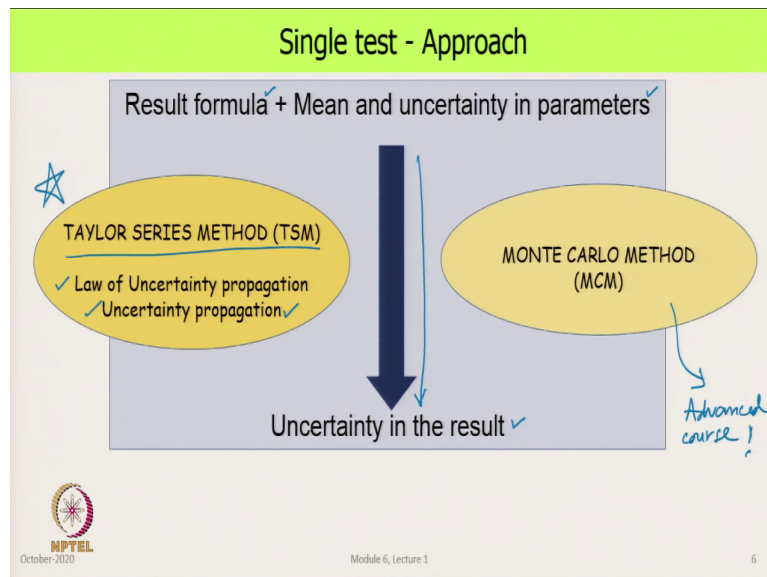 Single test - Approach
Result formula + Mean and uncertainty in parameters
TAYLOR SERIES METHOD (TSM)
Law of Uncertainty propagation
Uncertainty propagation
MONTE CARLO METHOD
(MCM)
Uncertainty in the result
Advanced
course !
NPTEL
October-2020
Module 6, Lecture 1
6